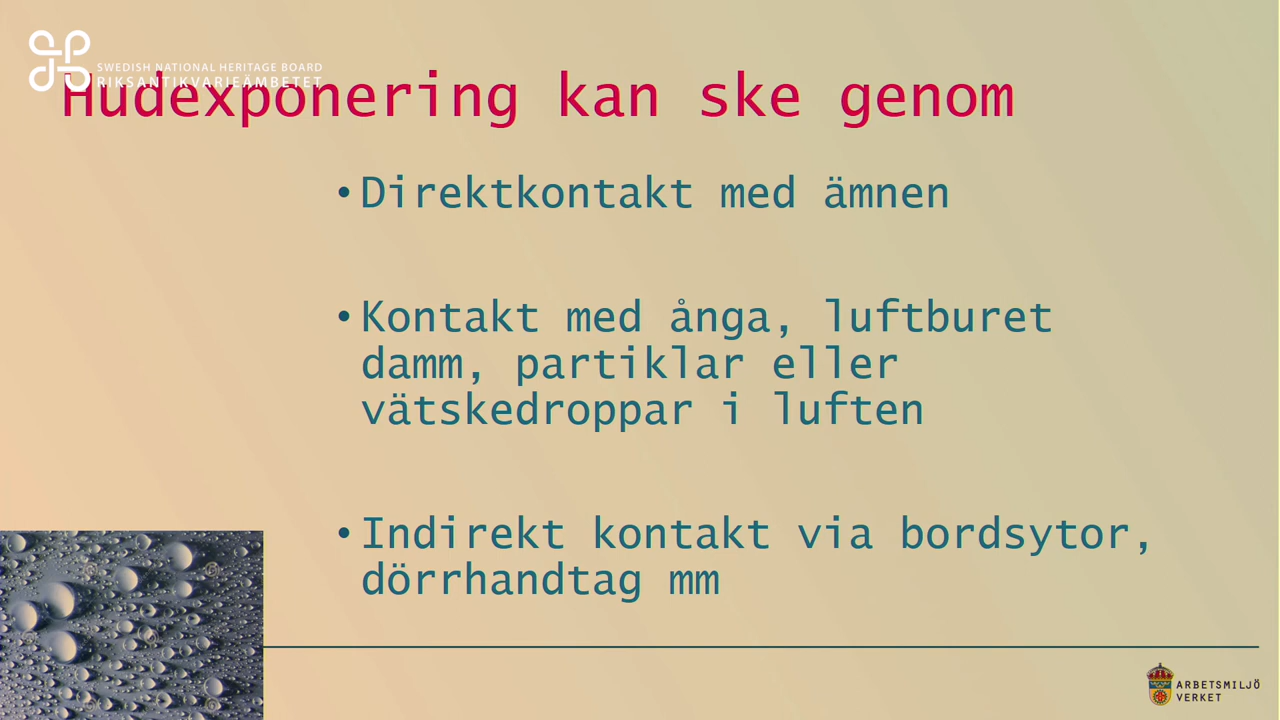 SWEDISH NATIONAL HERITAGE BOARD
RIKSANTIKVARIEÄMBETET
Hudexponering kan ske genom
•Direktkontakt med ämnen
•Kontakt med ånga, luftburet
damm, partiklar eller
vätskedroppar i luften
•Indirekt kontakt via bordsytor,
dörrhandtag mm
ARBETSMILJÖ
VERKET